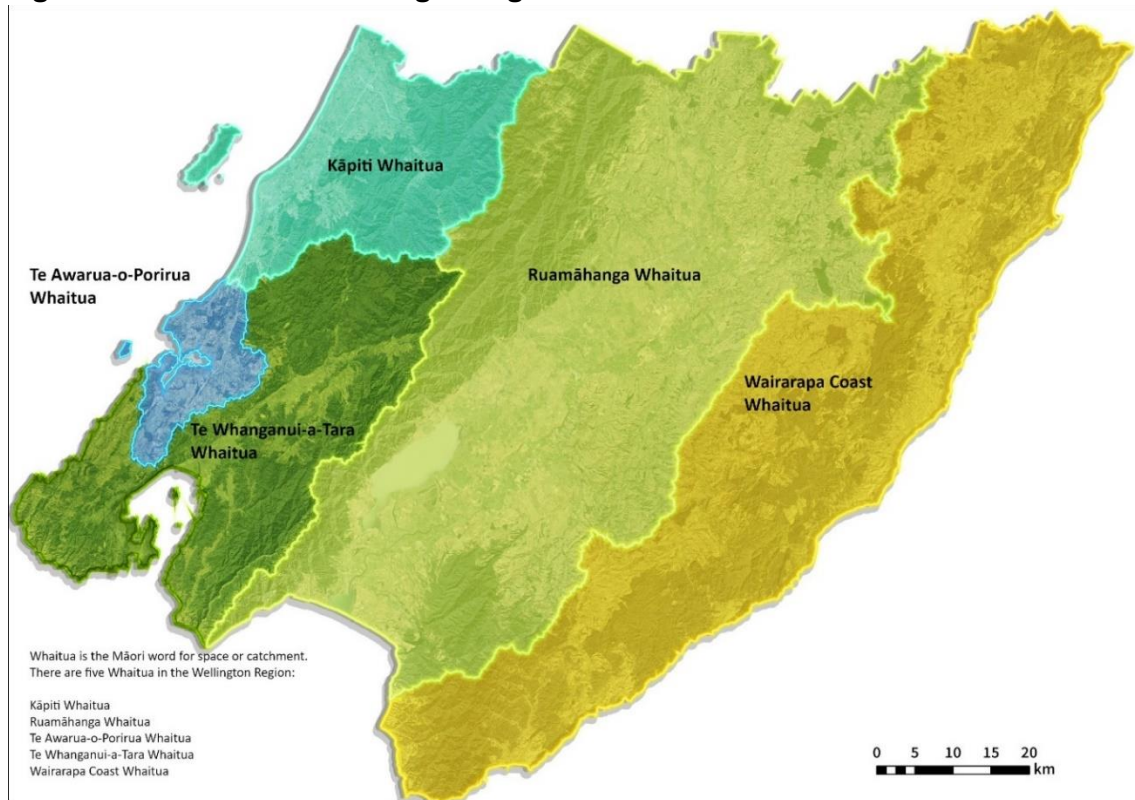 Kāpiti Whaitua
Te Awarua-o-Porirua
Whaitua
Ruamāhanga Whaitua
Wairarapa Coast
Whaitua
Te Whanganui-a-Tara
Whaitua
Whaitua is the Māori word for space or catchment.
There are five Whaitua in the Wellington Region:
Kāpiti Whaitua
Ruamāhanga Whaitua
Te Awarua-o-Porirua Whaitua
Te Whanganui-a-Tara Whaitua
Wairarapa Coast Whaitua
0 5 10 15 20
km